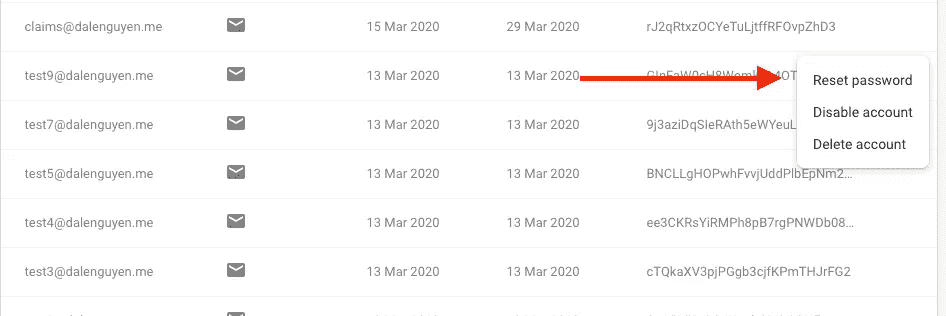 claims@dalenguyen.me 15 Mar 2020 29 Mar 2020 rJ2qRtxzOCYeTuLjtffRFOvpZhD3
test9@dalenguyen.me 13 Mar 2020 13 Mar 2020
Reset password
Disable account
test7@dalenguyen.me 13 Mar 2020 13 Mar 2020 9j3aziDqSIeRAth5eWYeuL
Delete account
test5@dalenguyen.me 13 Mar 2020 13 Mar 2020 BNCLLgHOPwhFvvjUddPlbEpNm2...
test4@dalenguyen.me 13 Mar 2020 13 Mar 2020 ee3CKRsYiRMPh8pB7rgPNWDb08...
test3@dalenguyen.me 13 Mar 2020 13 Mar 2020 cTQkaXV3pjPGgb3cjfKPmTHJrFG2